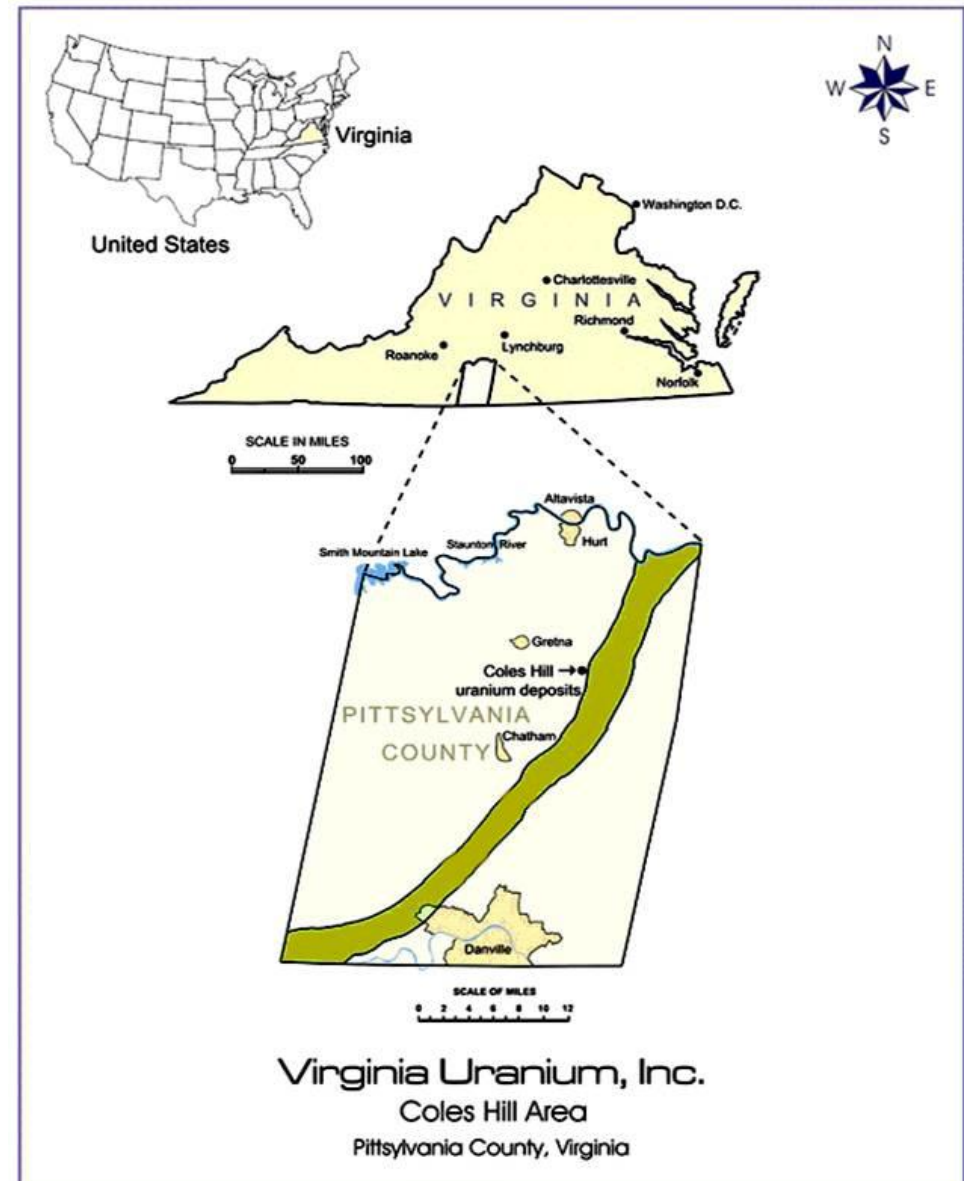 N
W E
S
Virginia
United States
Washington D.C.
Charlottesville
VIRGINIA
Richmond
Roanoke
Lynchburg
Norfolk
SCALE IN MILES
0 50 100
Altavista
Staunton River
Hurt
Smith Mountain Lake
Gretna
Coles Hill →
uranium deposits
PITTSYLVANIA
Chatham
COUNTY
Danville
SCALE OF MILES
0 2 4 6 8 10 12
Virginia Uranium, Inc.
Coles Hill Area
Pittsylvania County, Virginia